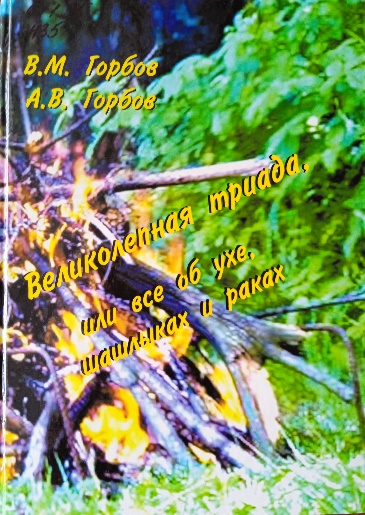 В.М. Горбов
А.В. Горбов
Великолепная триада,
или все об ухе,
шашлыках и раках